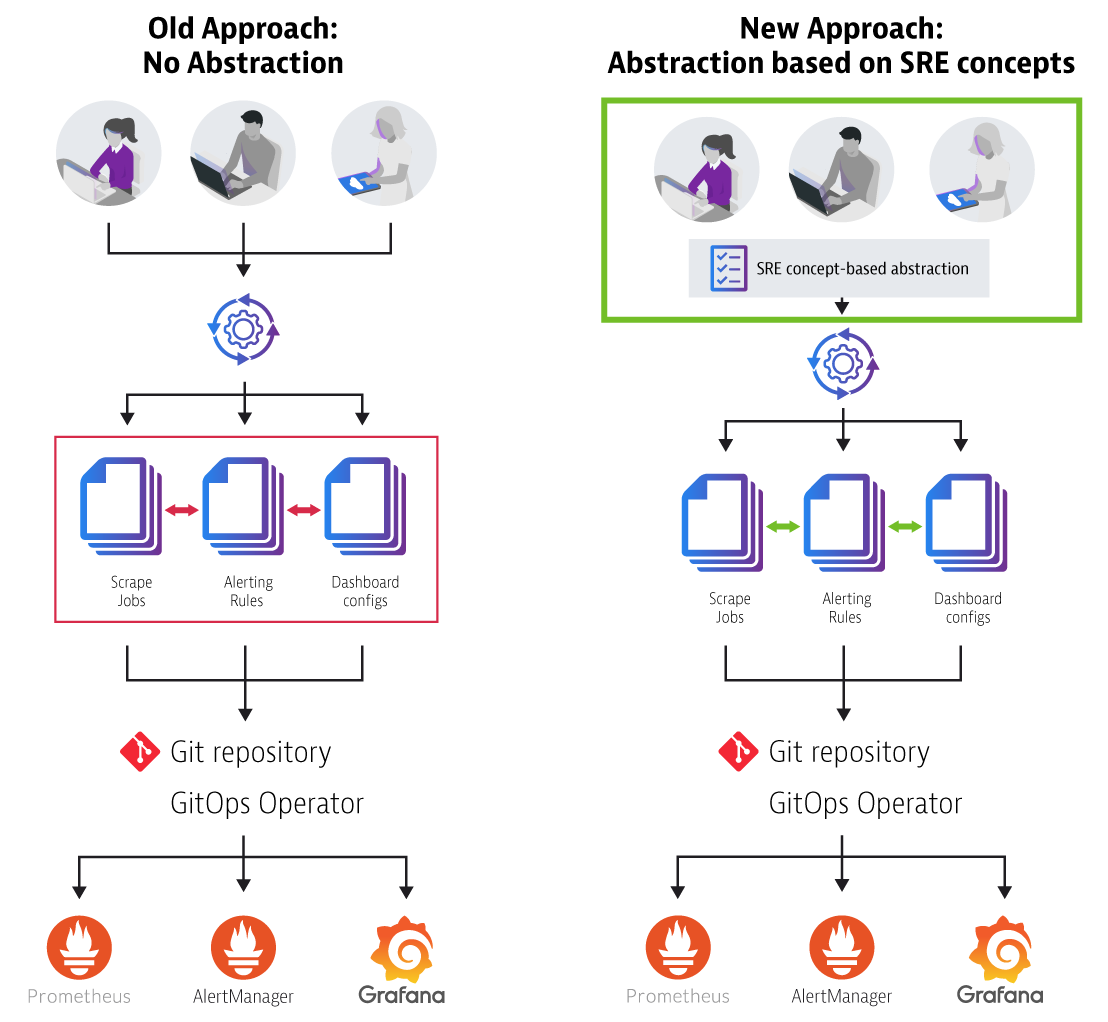 Old Approach:
No Abstraction
Scrape
Jobs
Alerting
Rules
Dashboard
configs
Git repository
GitOps Operator
Prometheus
AlertManager
Grafana
New Approach:
Abstraction based on SRE concepts
SRE concept-based abstraction
Scrape
Jobs
Alerting
Rules
Dashboard
configs
Git repository
GitOps Operator
Prometheus
AlertManager
Grafana